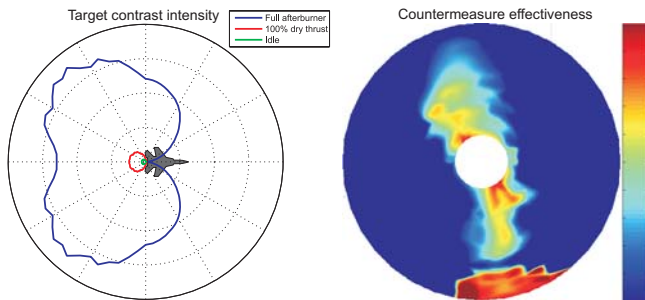 Target contrast intensity
Full afterburner
100% dry thrust
Idle
Countermeasure effectiveness